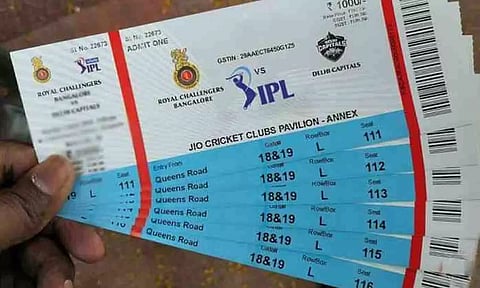 Sl. No. 22673
ROYAL CHALLENGERS
BANGALORE
VS
DELHI CAPITALS
L 111
Sl. No. 22673
ADMIT ONE
ROYAL CHALLENGERS
BANGALORE
GSTIN : 29AAECT8450G1Z5
VS
IPL
DELHI CAPITALS
₹ 1000/-
JIO CRICKET CLUBS PAVILION - ANNEX
Entry From Gate# Row/Box Seat
Queens Road 18&19 L 111
Queens Road 18&19 L 112
Queens Road 18&19 L 113
Queens Road 18&19 L 114
Queens Road 18&19 L 115
18&19 L 116